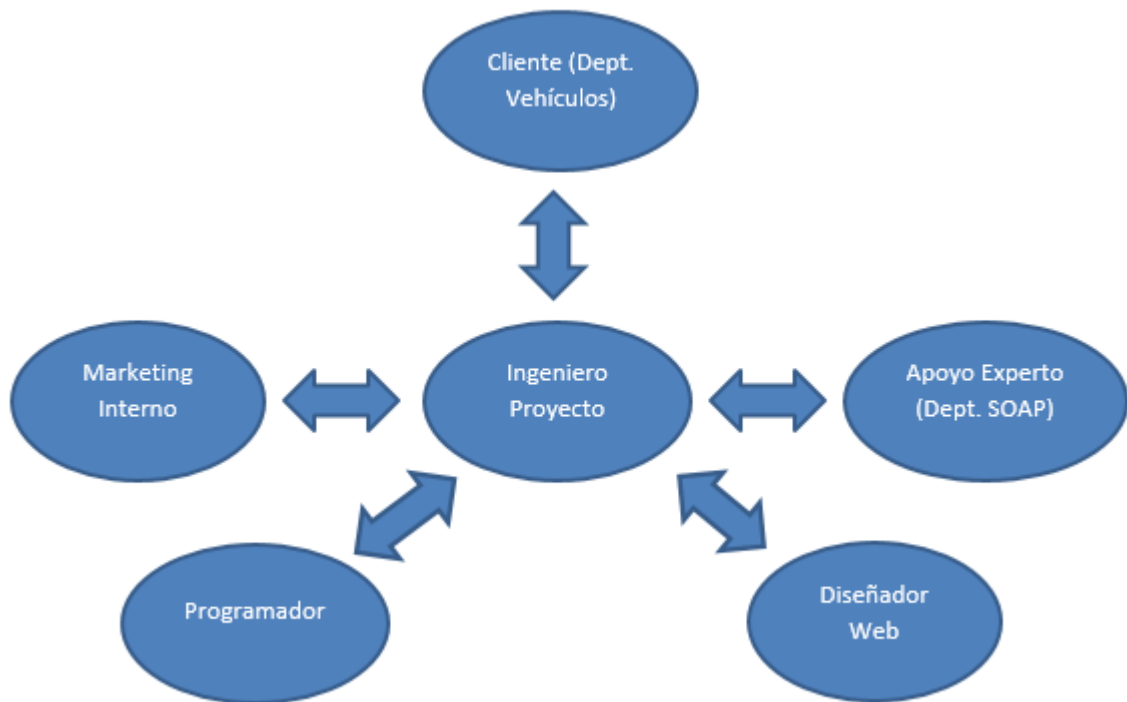 Cliente (Dept.
Vehículos)
Marketing
Interno
Ingeniero
Proyecto
Apoyo Experto
(Dept. SOAP)
Programador
Diseñador
Web